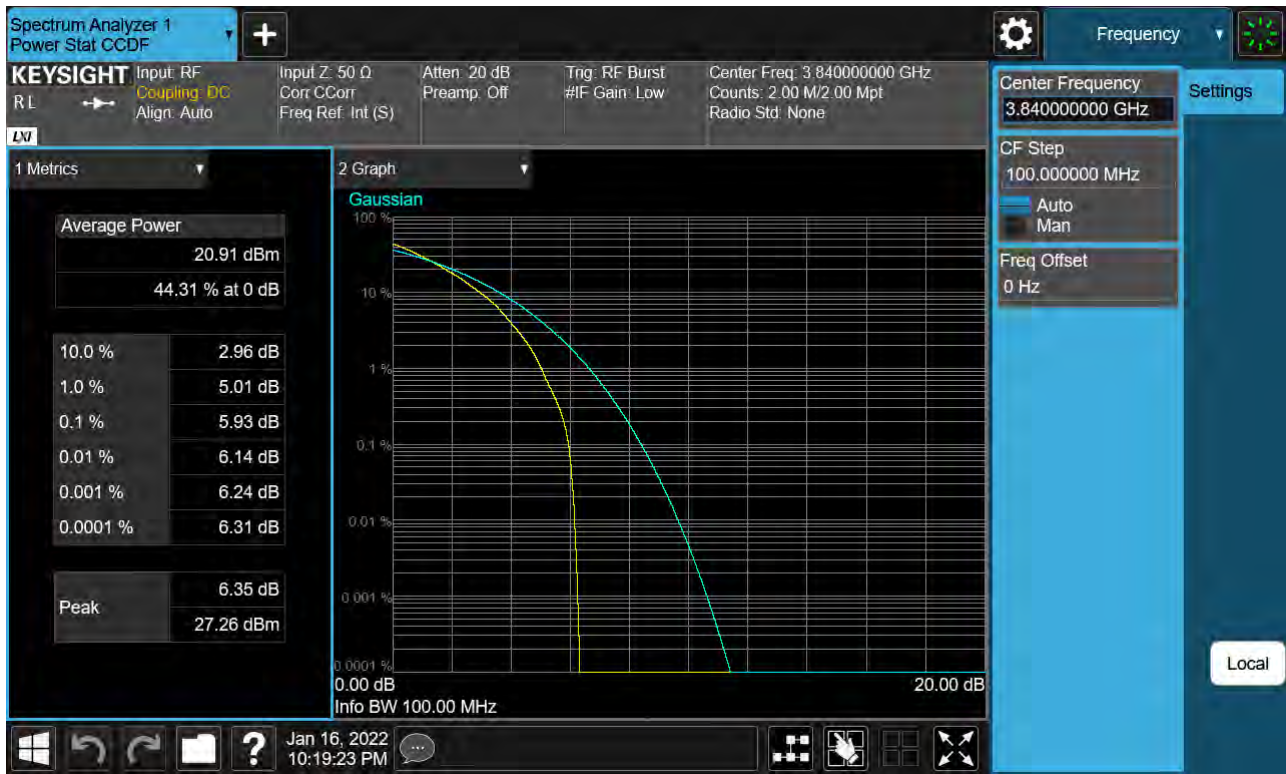 Spectrum Analyzer 1
Power Stat CCDF
Frequency
KEYSIGHT
Input: RF
Input Z: 50 Ω
Atten: 20 dB
Trig: RF Burst
Center Freq: 3.840000000 GHz
RL
Coupling: DC
Corr CCorr
Preamp: Off
#IF Gain: Low
Counts: 2.00 M/2.00 Mpt
Align: Auto
Freq Ref: Int (S)
Radio Std: None
LXI
Center Frequency
3.840000000 GHz
Settings
CF Step
100.000000 MHz
Auto
Man
Freq Offset
0 Hz
1 Metrics
Average Power
20.91 dBm
44.31 % at 0 dB
10.0 % 2.96 dB
1.0 % 5.01 dB
0.1 % 5.93 dB
0.01 % 6.14 dB
0.001 % 6.24 dB
0.0001 % 6.31 dB
Peak
6.35 dB
27.26 dBm
2 Graph
Gaussian
100 %
10 %
1 %
0.1 %
0.01 %
0.001 %
0.0001 %
0.00 dB 20.00 dB
Info BW 100.00 MHz
Local
?
Jan 16, 2022
10:19:23 PM